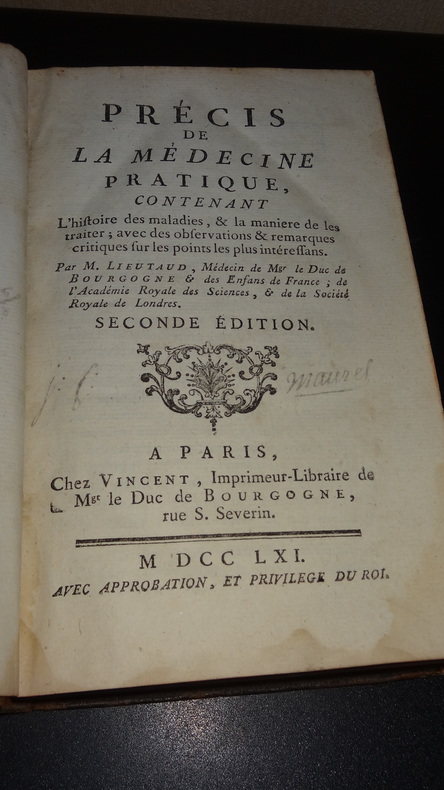 PRÉCIS
DE
LA MÉDECINE
PRATIQUE,
CONTENANT
L'hiſtoire des maladies, & la maniere de les
traiter ; avec des obſervations & remarques
critiques ſur les points les plus intéreſſans.
Par M. LIEUTAUD, Médecin de Mgr le Duc de
BOURGOGNE & des Enfans de France ; de
l'Académie Royale des Sciences, & de la Société
Royale de Londres.
SECONDE ÉDITION.
maurel
A PARIS,
Chez VINCENT, Imprimeur-Libraire de
Mgr le Duc de BOURGOGNE,
rue S. Severin.
M DCC LXI.
AVEC APPROBATION, ET PRIVILEGE DU ROI.